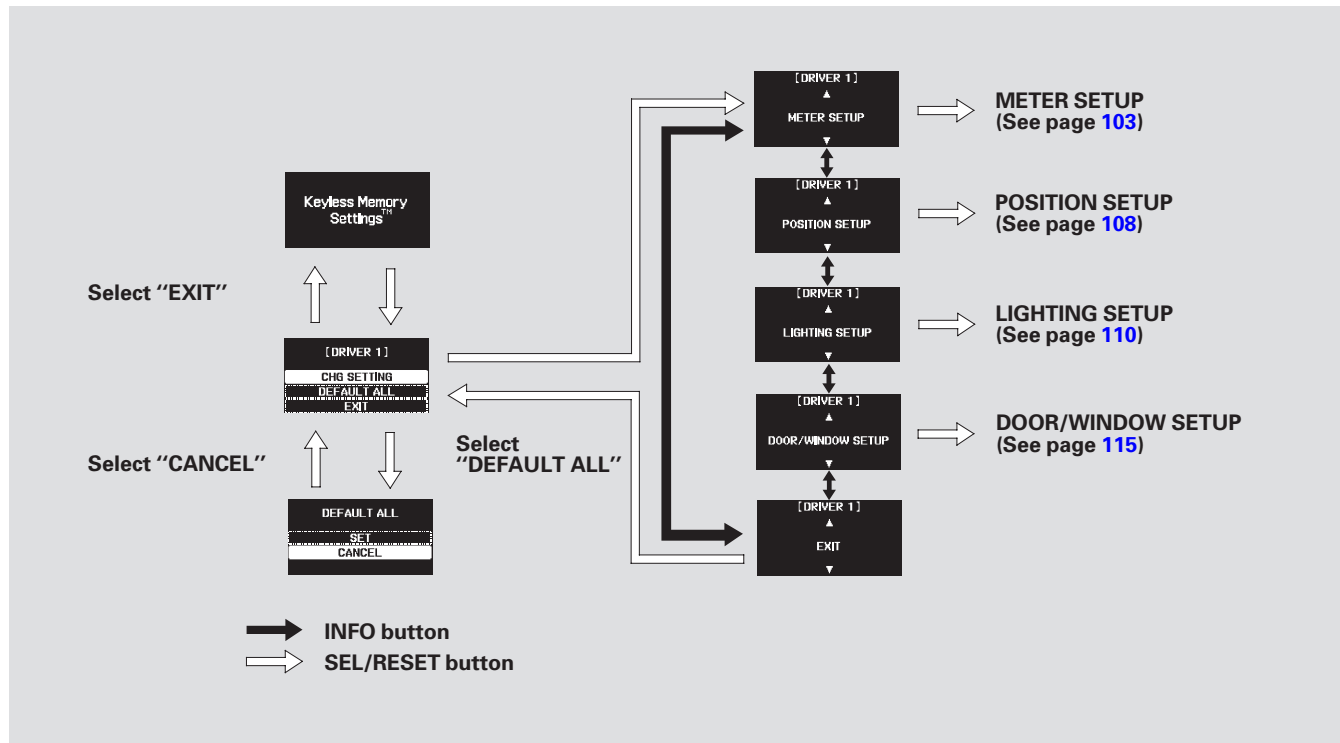 Keyless Memory
Settings™
Select ''EXIT''
[DRIVER 1]
CHG SETTING
DEFAULT ALL
EXIT
Select ''CANCEL''
Select
''DEFAULT ALL''
DEFAULT ALL
SET
CANCEL
INFO button
SEL/RESET button
[DRIVER 1]
▲
METER SETUP
▼
METER SETUP
(See page 103)
[DRIVER 1]
▲
POSITION SETUP
▼
POSITION SETUP
(See page 108)
[DRIVER 1]
▲
LIGHTING SETUP
▼
LIGHTING SETUP
(See page 110)
[DRIVER 1]
▲
DOOR/WINDOW SETUP
▼
DOOR/WINDOW SETUP
(See page 115)
[DRIVER 1]
▲
EXIT
▼